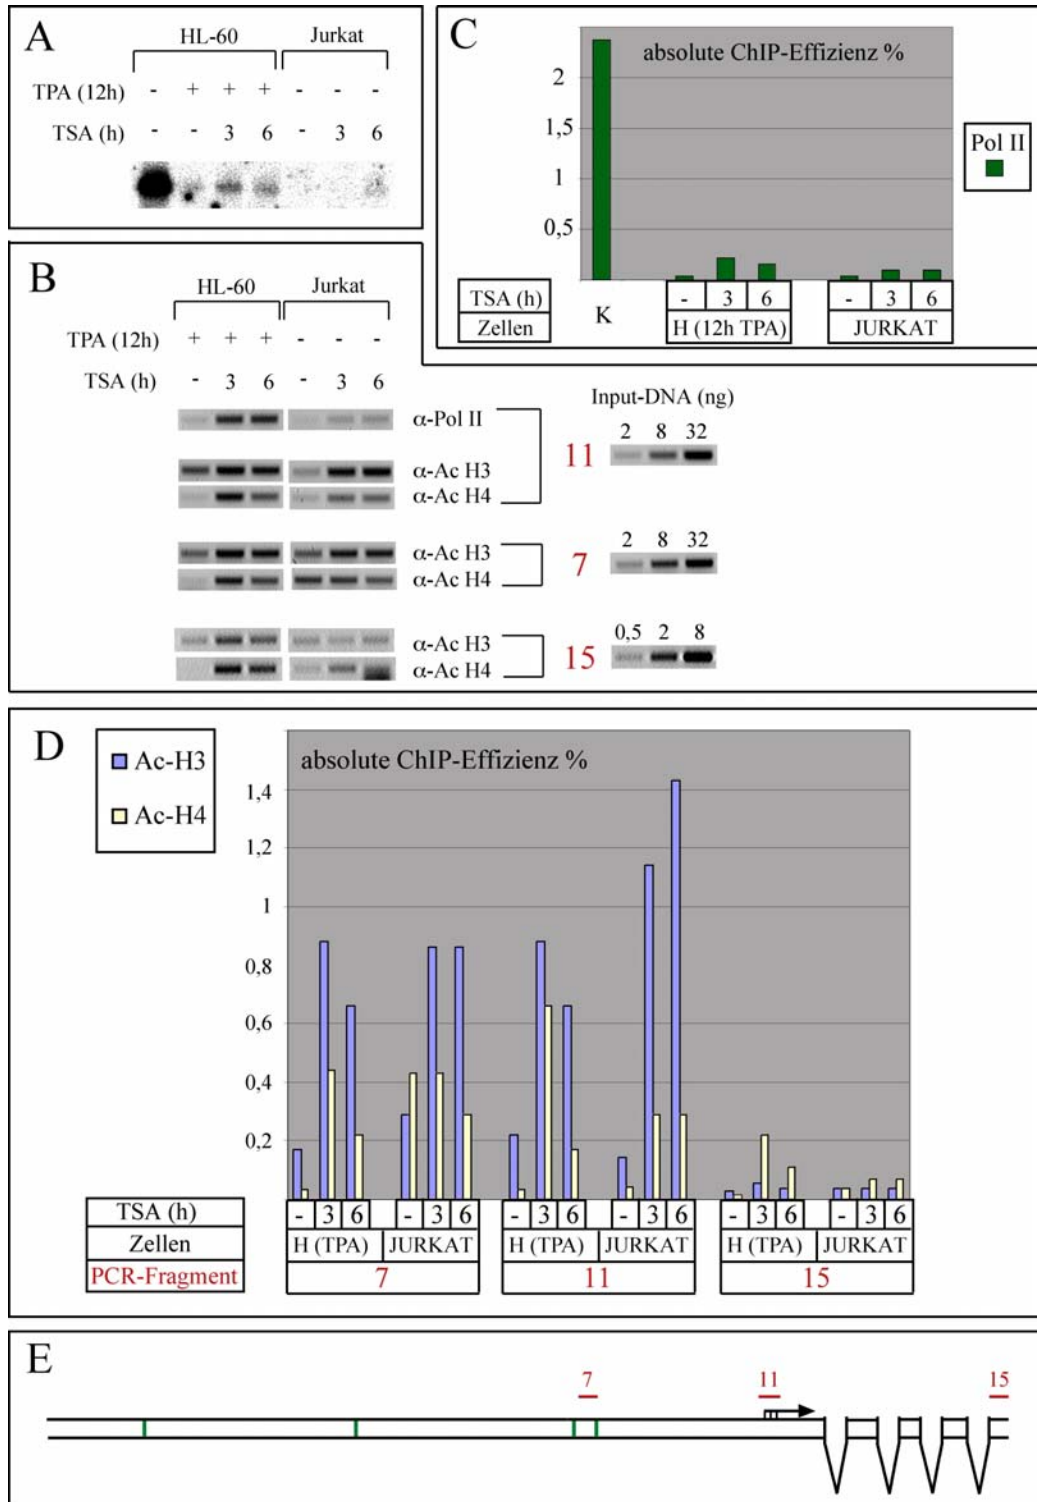 A
HL-60 Jurkat
TPA (12h) - + + + - - -
TSA (h) - - 3 6 - 3 6
C
absolute ChIP-Effizienz %
2
1,5
1
0,5
TSA (h) - 3 6 - 3 6
Zellen K H (12h TPA) JURKAT
Pol II
B
HL-60 Jurkat
TPA (12h) + + + - - -
TSA (h) - 3 6 - 3 6
α-Pol II
α-Ac H3
α-Ac H4
11
Input-DNA (ng)
2 8 32
α-Ac H3
α-Ac H4
7
2 8 32
α-Ac H3
α-Ac H4
15
0,5 2 8
D
Ac-H3
Ac-H4
absolute ChIP-Effizienz %
1,4
1,2
1
0,8
0,6
0,4
0,2
TSA (h) - 3 6 - 3 6 - 3 6 - 3 6 - 3 6 - 3 6
Zellen H (TPA) JURKAT H (TPA) JURKAT H (TPA) JURKAT
PCR-Fragment 7 11 15
E
7 11 15